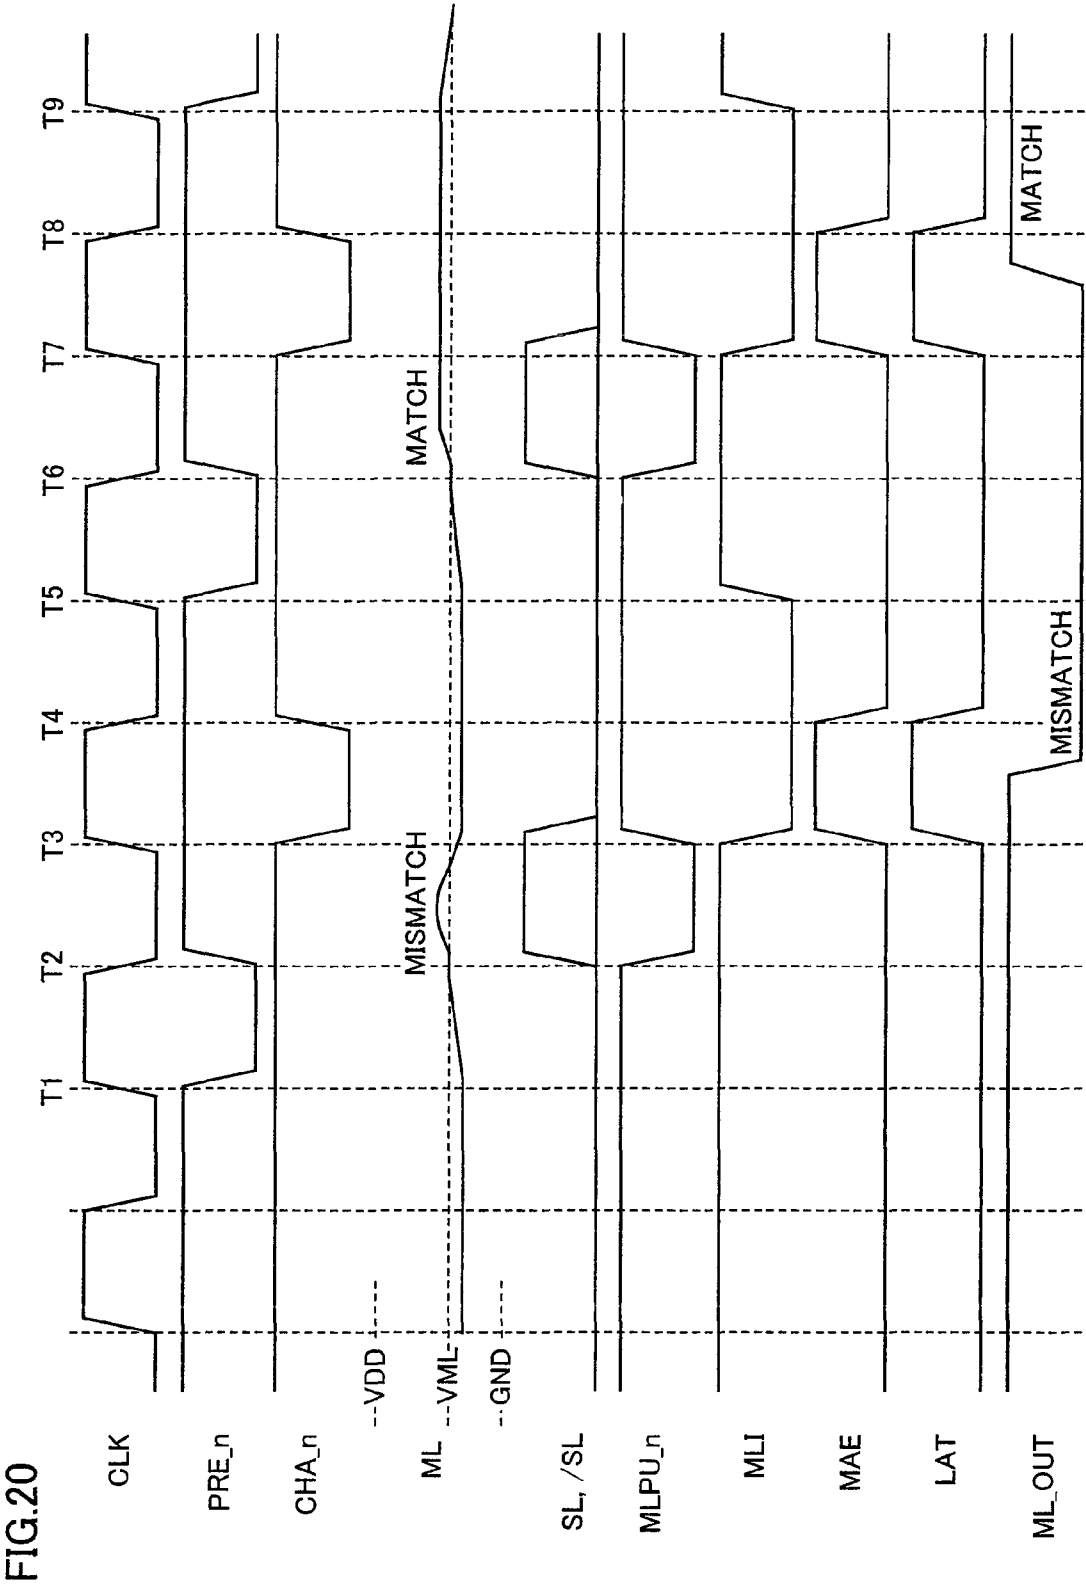 FIG.20
T1 T2 T3 T4 T5 T6 T7 T8 T9
CLK
PRE_n
CHA_n
VDD
ML
VML
MISMATCH
MATCH
GND
SL, /SL
MLPU_n
MLI
MAE
LAT
ML_OUT
MISMATCH
MATCH